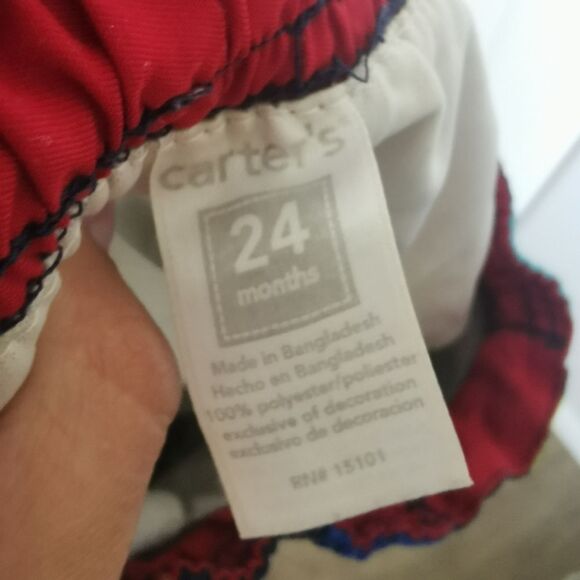 carter's
24
months
Made in Bangladesh
Hecho en Bangladesh
100% polyester/poliester
exclusive of decoration
exclusivo de decoracion
RN# 15101